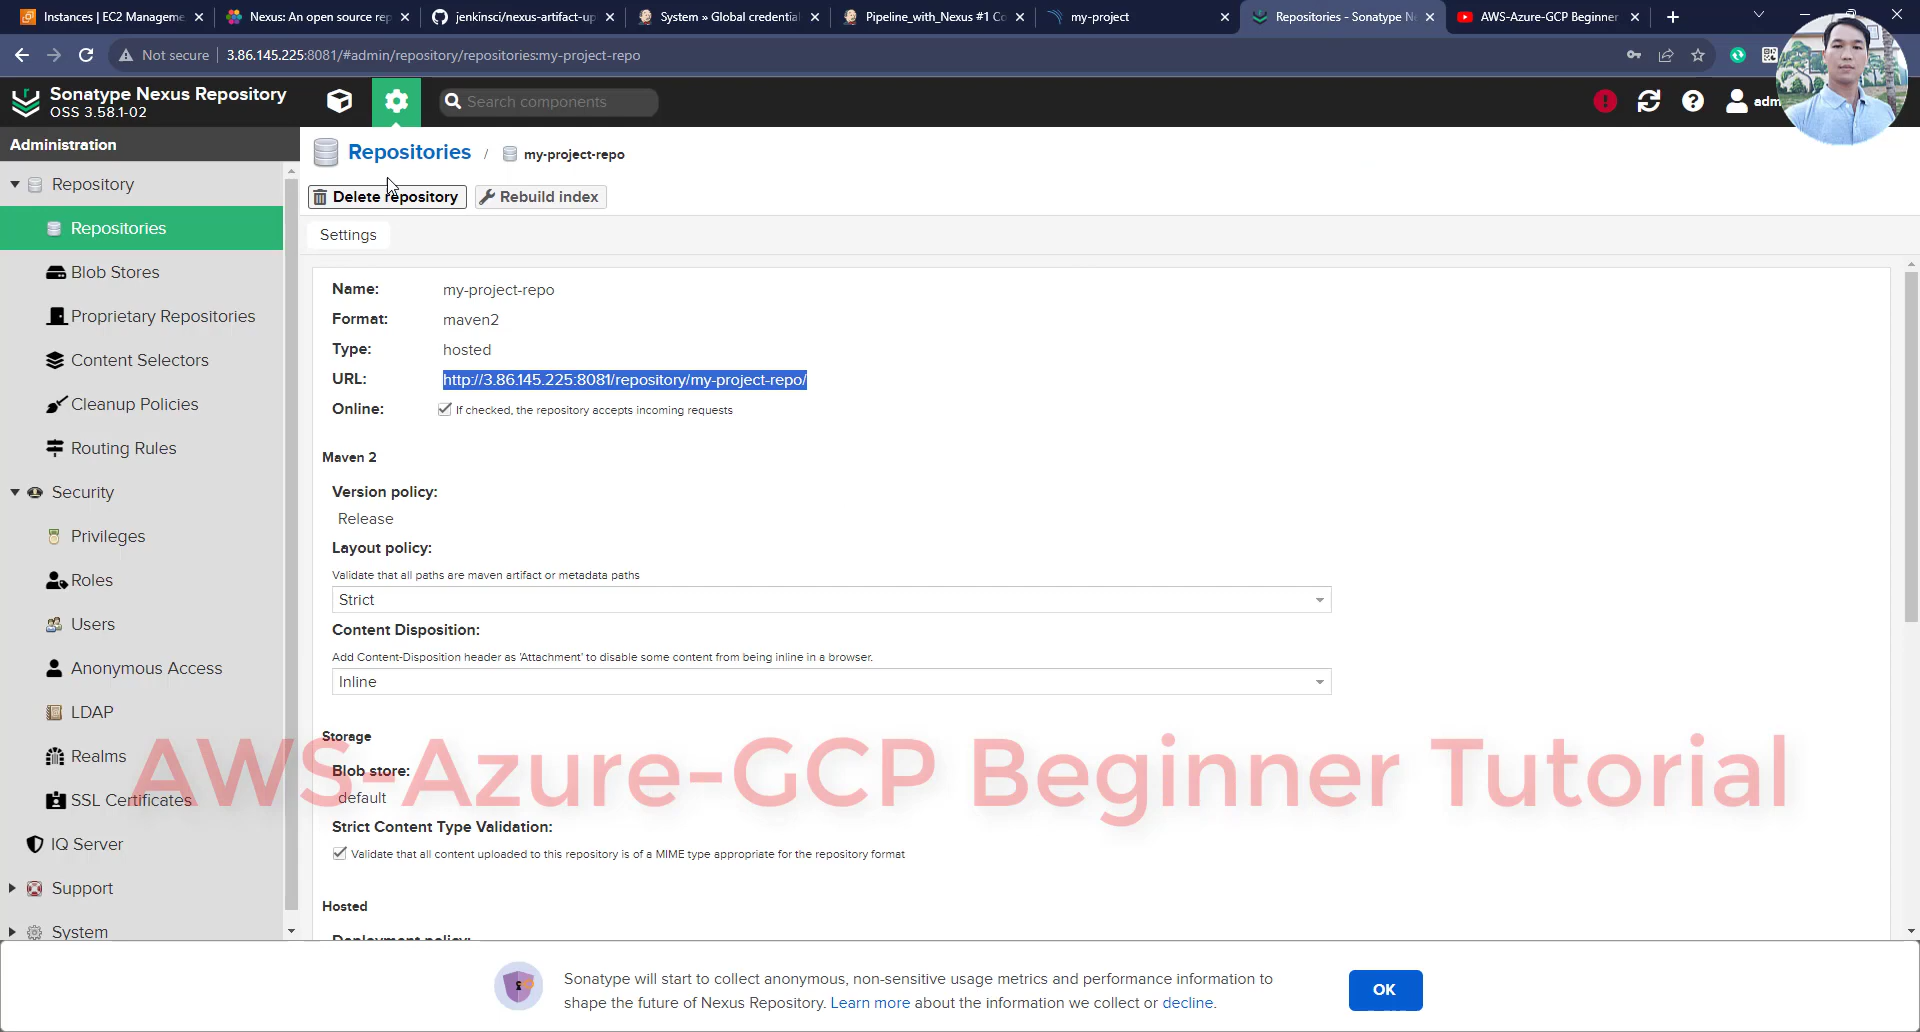 Instances | EC2 Manageme
Nexus: An open source rep
jenkinsci/nexus-artifact-up
System » Global credential
Pipeline_with_Nexus #1 Co
my-project
Repositories - Sonatype Ne
AWS-Azure-GCP Beginner
Not secure
3.86.145.225:8081/#admin/repository/repositories:my-project-repo
Sonatype Nexus Repository
OSS 3.58.1-02
Search components
adm
Administration
Repository
Repositories
Blob Stores
Proprietary Repositories
Content Selectors
Cleanup Policies
Routing Rules
Security
Privileges
Roles
Users
Anonymous Access
LDAP
Realms
SSL Certificates
IQ Server
Support
System
Repositories / my-project-repo
Delete repository
Rebuild index
Settings
Name: my-project-repo
Format: maven2
Type: hosted
URL: http://3.86.145.225:8081/repository/my-project-repo/
Online: If checked, the repository accepts incoming requests
Maven 2
Version policy:
Release
Layout policy:
Validate that all paths are maven artifact or metadata paths
Strict
Content Disposition:
Add Content-Disposition header as 'Attachment' to disable some content from being inline in a browser.
Inline
Storage
Blob store:
default
AWS-Azure-GCP Beginner Tutorial
Strict Content Type Validation:
Validate that all content uploaded to this repository is of a MIME type appropriate for the repository format
Hosted
Deployment policy:
Sonatype will start to collect anonymous, non-sensitive usage metrics and performance information to
shape the future of Nexus Repository. Learn more about the information we collect or decline.
OK